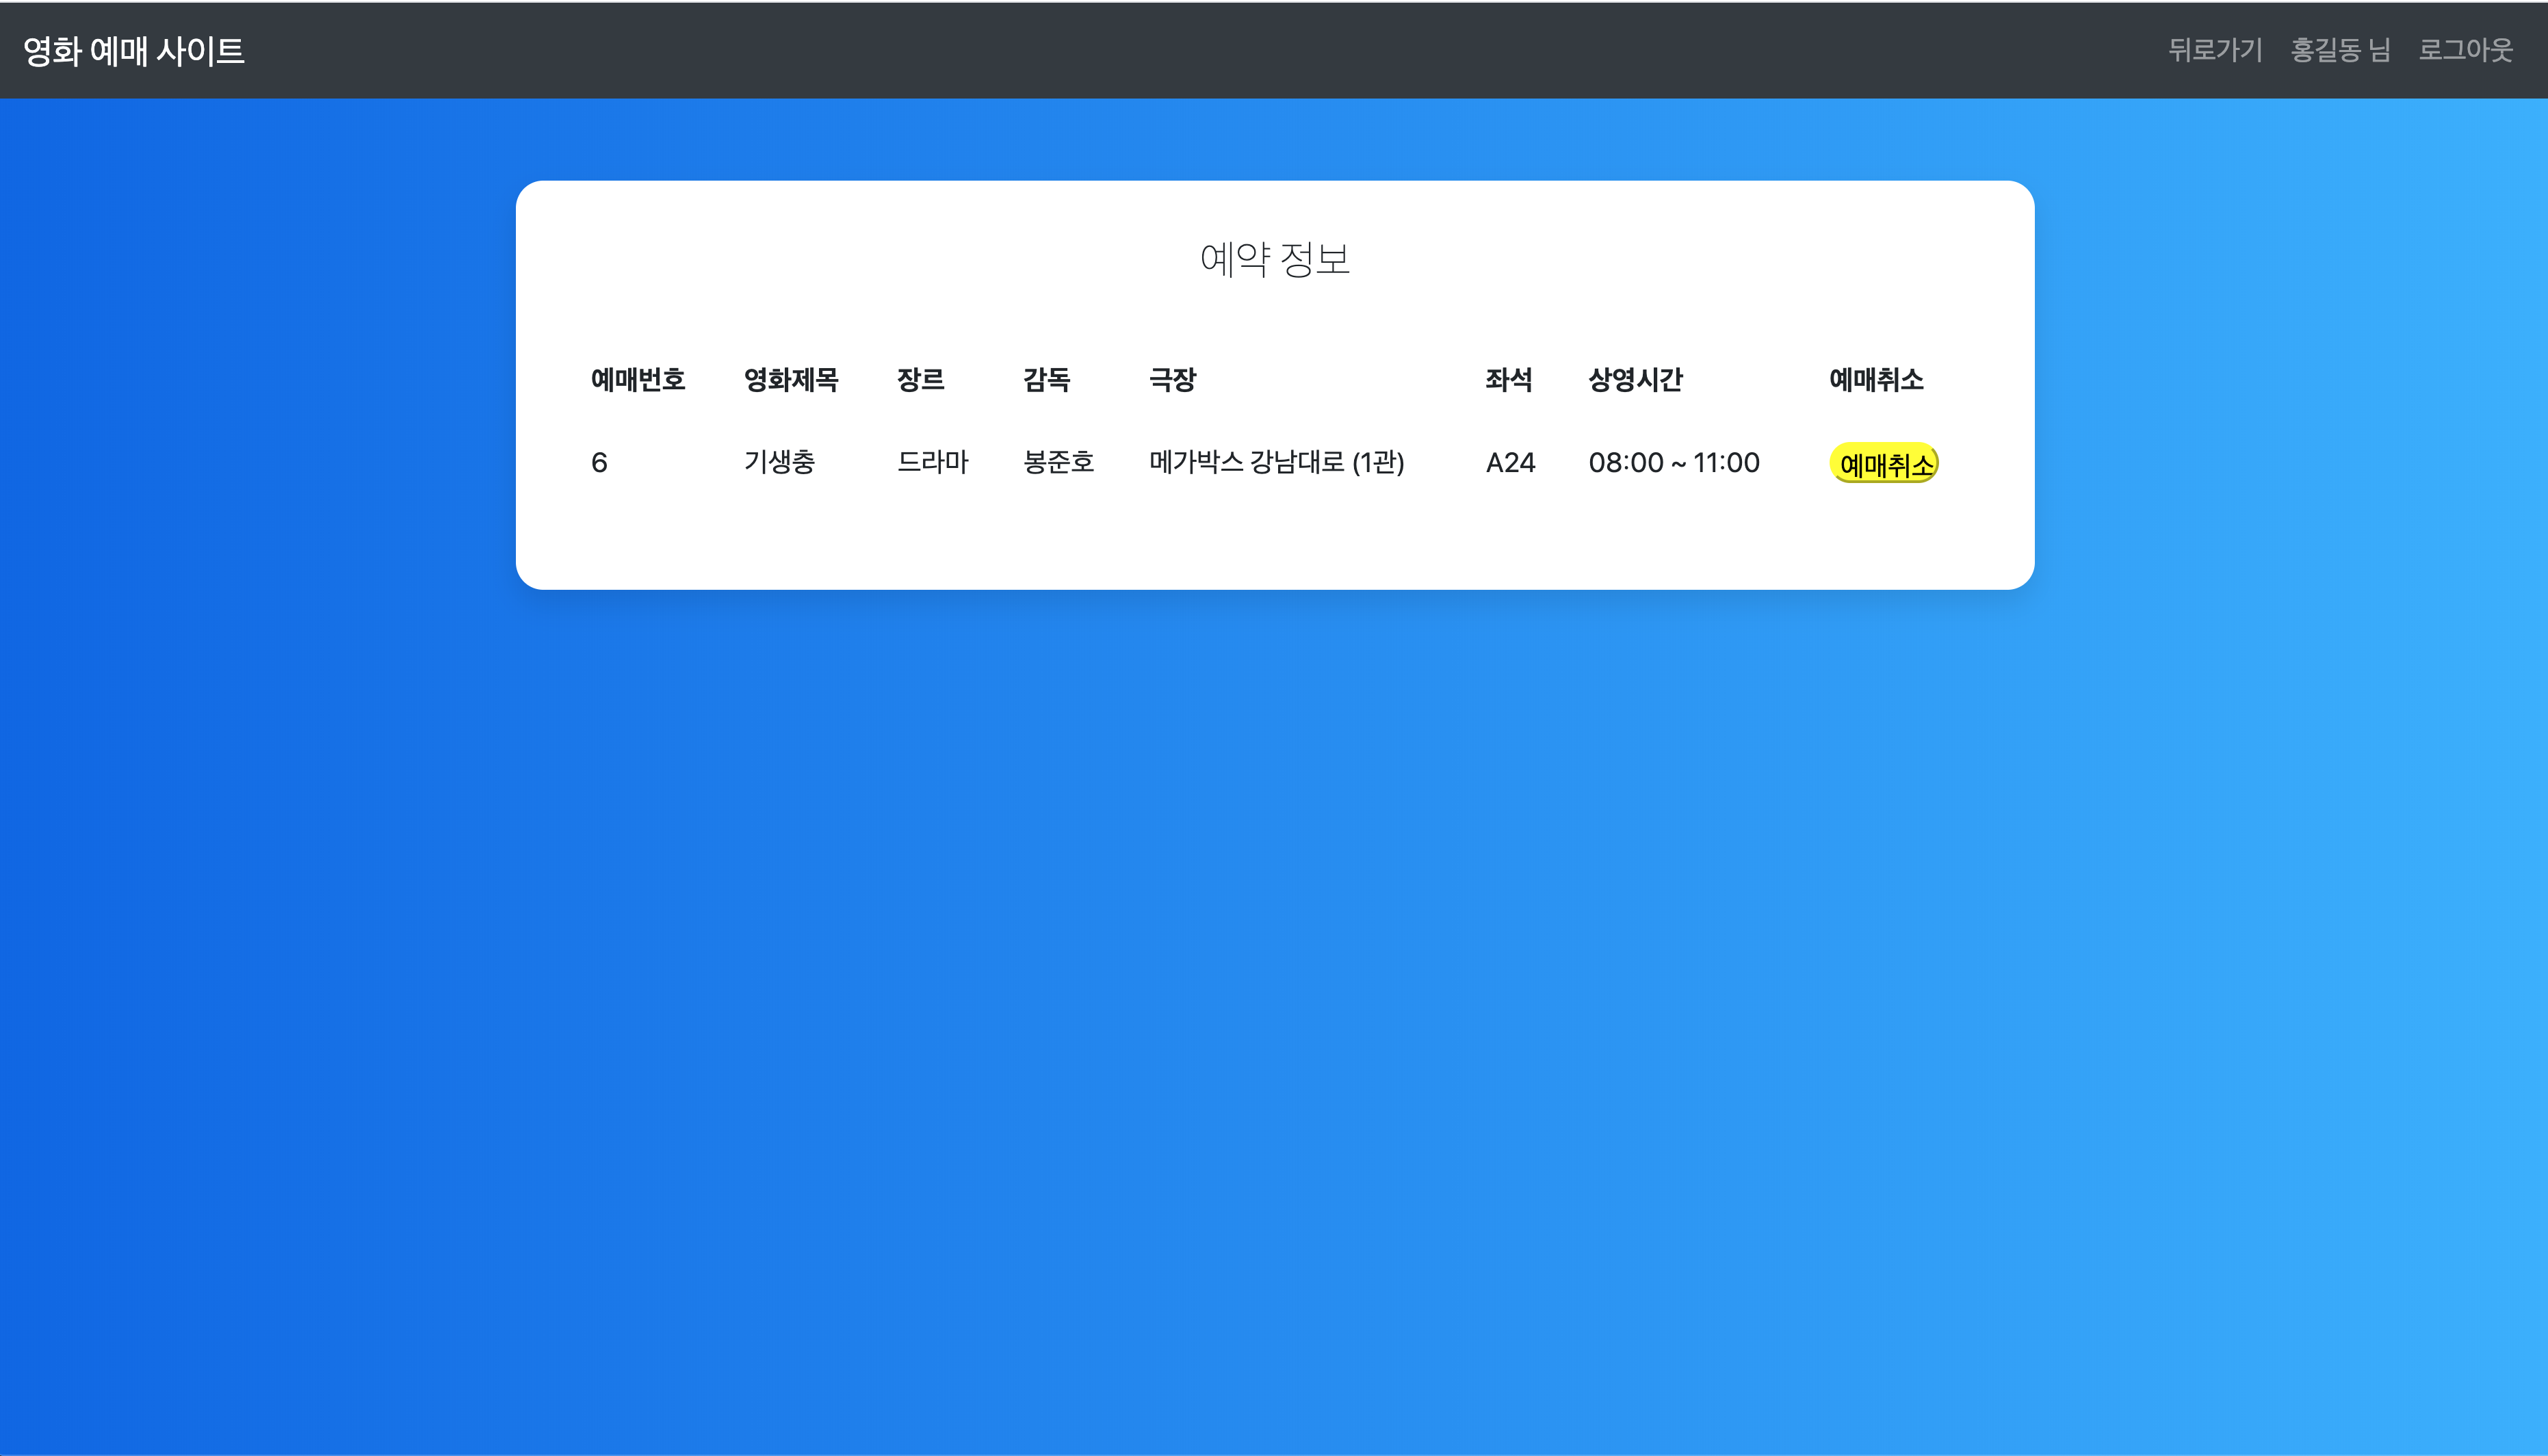 영화 예매 사이트 뒤로가기 홍길동 님 로그아웃
예약 정보
예매번호 영화제목 장르 감독 극장 좌석 상영시간 예매취소
6 기생충 드라마 봉준호 메가박스 강남대로 (1관) A24 08:00 ~ 11:00 예매취소